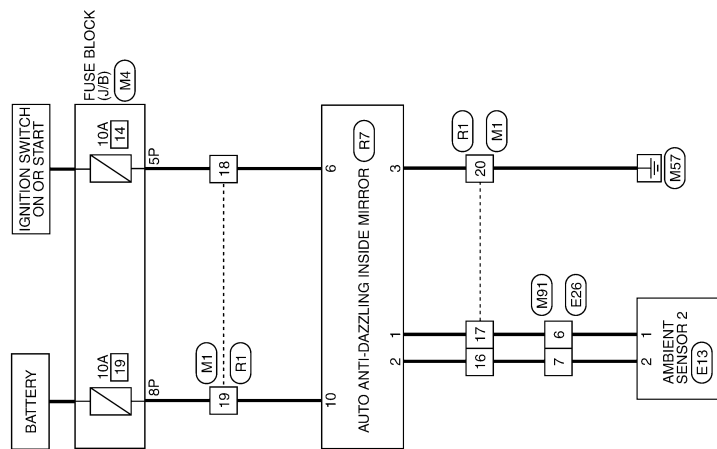 BATTERY
IGNITION SWITCH
ON OR START
10A
19
10A
14
FUSE BLOCK
(J/B)
M4
8P
5P
M1
19
R1
18
10
6
AUTO ANTI-DAZZLING INSIDE MIRROR
R7
2
1
3
16
17
20
R1
M1
7
6
M91
E26
2
1
AMBIENT
SENSOR 2
E13
M57